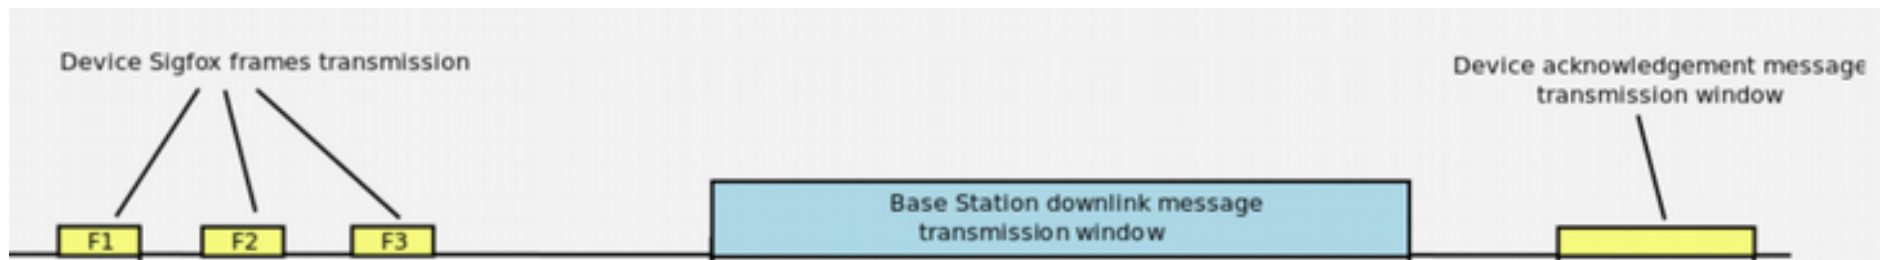 Device Sigfox frames transmission
Device acknowledgement message
transmission window
Base Station downlink message
transmission window
F1 F2 F3